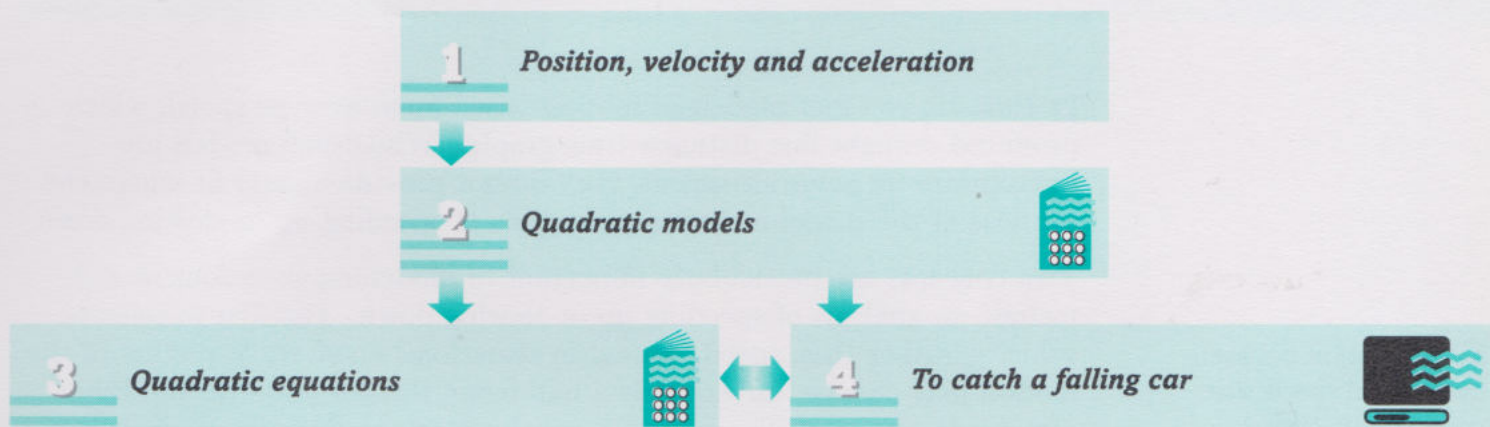 1 Position, velocity and acceleration
2 Quadratic models
3 Quadratic equations
4 To catch a falling car